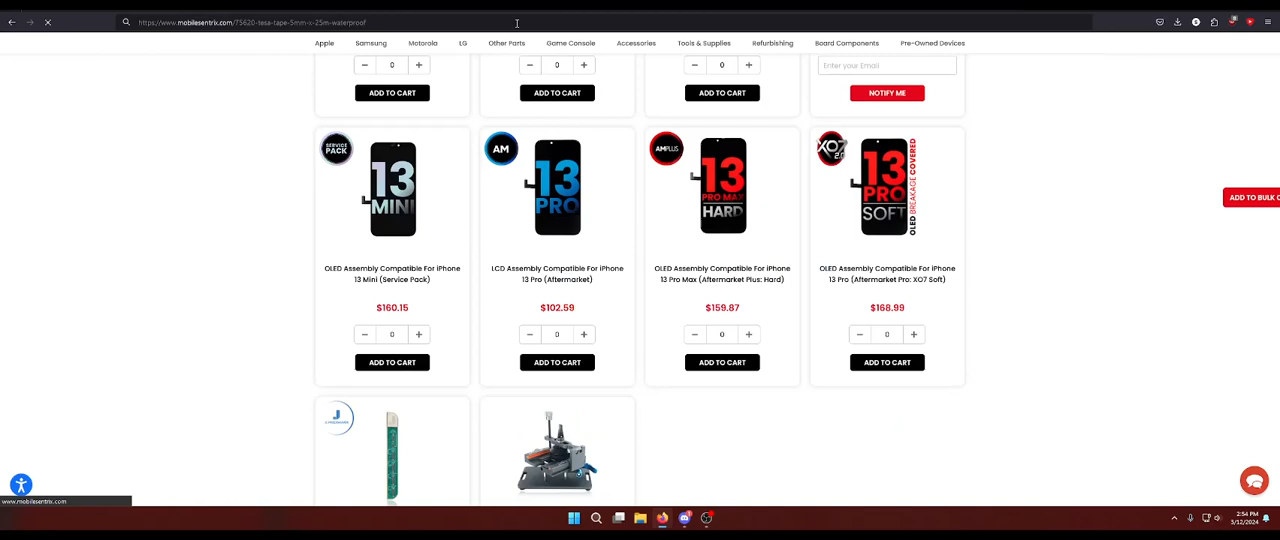 https://www.mobilesentrix.com/75620-tesa-tape-5mm-x-25m-waterproof
Apple Samsung Motorola LG Other Parts Game Console Accessories Tools & Supplies Refurbishing Board Components Pre-Owned Devices
− 0 + − 0 + − 0 + Enter your Email
ADD TO CART ADD TO CART ADD TO CART NOTIFY ME
SERVICE PACK
13 MINI
AM
13 PRO
AMPLUS
13 PRO MAX HARD
XO7 2.0
13 PRO SOFT
OLED BREAKAGE COVERED
ADD TO BULK C
OLED Assembly Compatible For iPhone
13 Mini (Service Pack)
LCD Assembly Compatible For iPhone
13 Pro (Aftermarket)
OLED Assembly Compatible For iPhone
13 Pro Max (Aftermarket Plus: Hard)
OLED Assembly Compatible For iPhone
13 Pro (Aftermarket Pro: XO7 Soft)
$160.15 $102.59 $159.87 $168.99
− 0 + − 0 + − 0 + − 0 +
ADD TO CART ADD TO CART ADD TO CART ADD TO CART
www.mobilesentrix.com
2:54 PM
3/12/2024